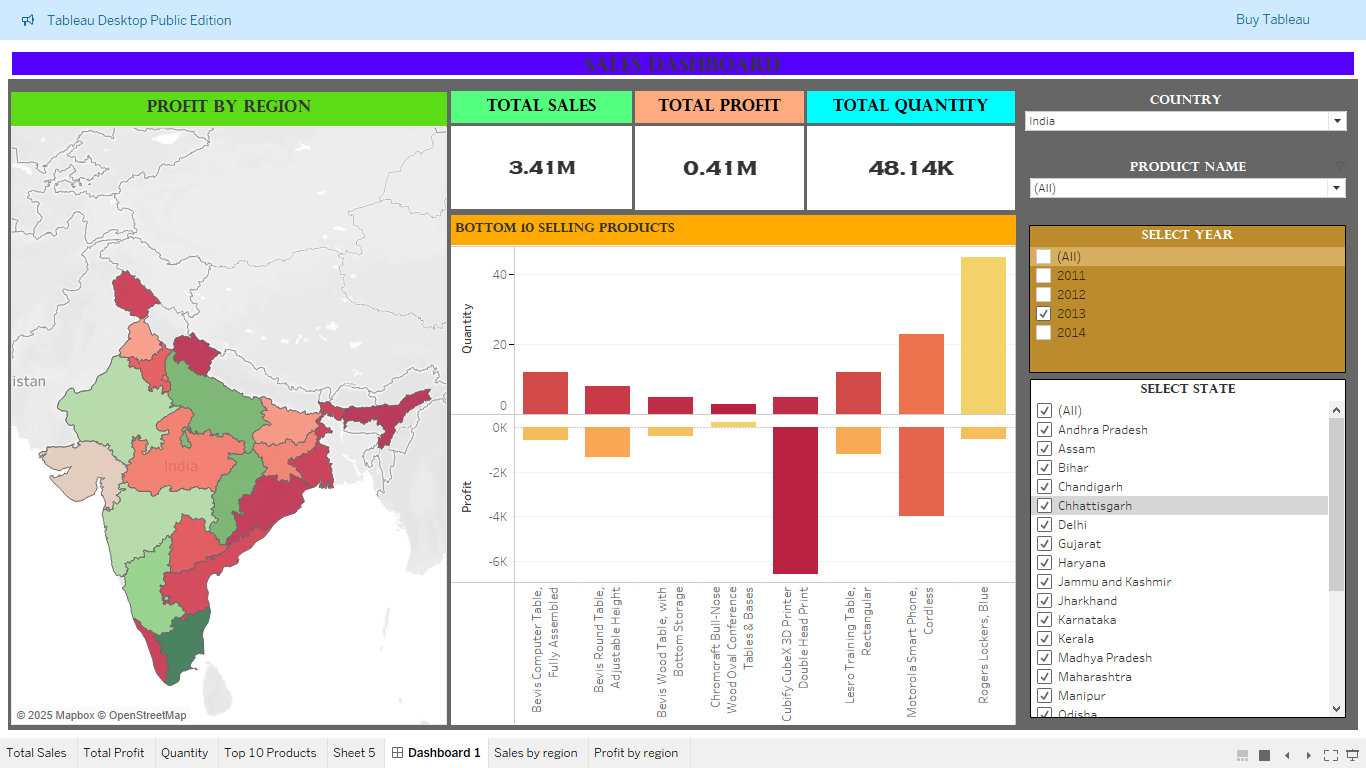 Tableau Desktop Public Edition
Buy Tableau
SALES DASHBOARD
PROFIT BY REGION
istan
India
© 2025 Mapbox © OpenStreetMap
TOTAL SALES
TOTAL PROFIT
TOTAL QUANTITY
3.41M
0.41M
48.14K
BOTTOM 10 SELLING PRODUCTS
Quantity
40
20
0
Profit
0K
-2K
-4K
-6K
Bevis Computer Table,
Fully Assembled
Bevis Round Table,
Adjustable Height
Bevis Wood Table, with
Bottom Storage
Chromcraft Bull-Nose
Wood Oval Conference
Tables & Bases
Cubify CubeX 3D Printer
Double Head Print
Lesro Training Table,
Rectangular
Motorola Smart Phone,
Cordless
Rogers Lockers, Blue
COUNTRY
India
PRODUCT NAME
(All)
SELECT YEAR
(All)
2011
2012
2013
2014
SELECT STATE
(All)
Andhra Pradesh
Assam
Bihar
Chandigarh
Chhattisgarh
Delhi
Gujarat
Haryana
Jammu and Kashmir
Jharkhand
Karnataka
Kerala
Madhya Pradesh
Maharashtra
Manipur
Odisha
Total Sales
Total Profit
Quantity
Top 10 Products
Sheet 5
Dashboard 1
Sales by region
Profit by region